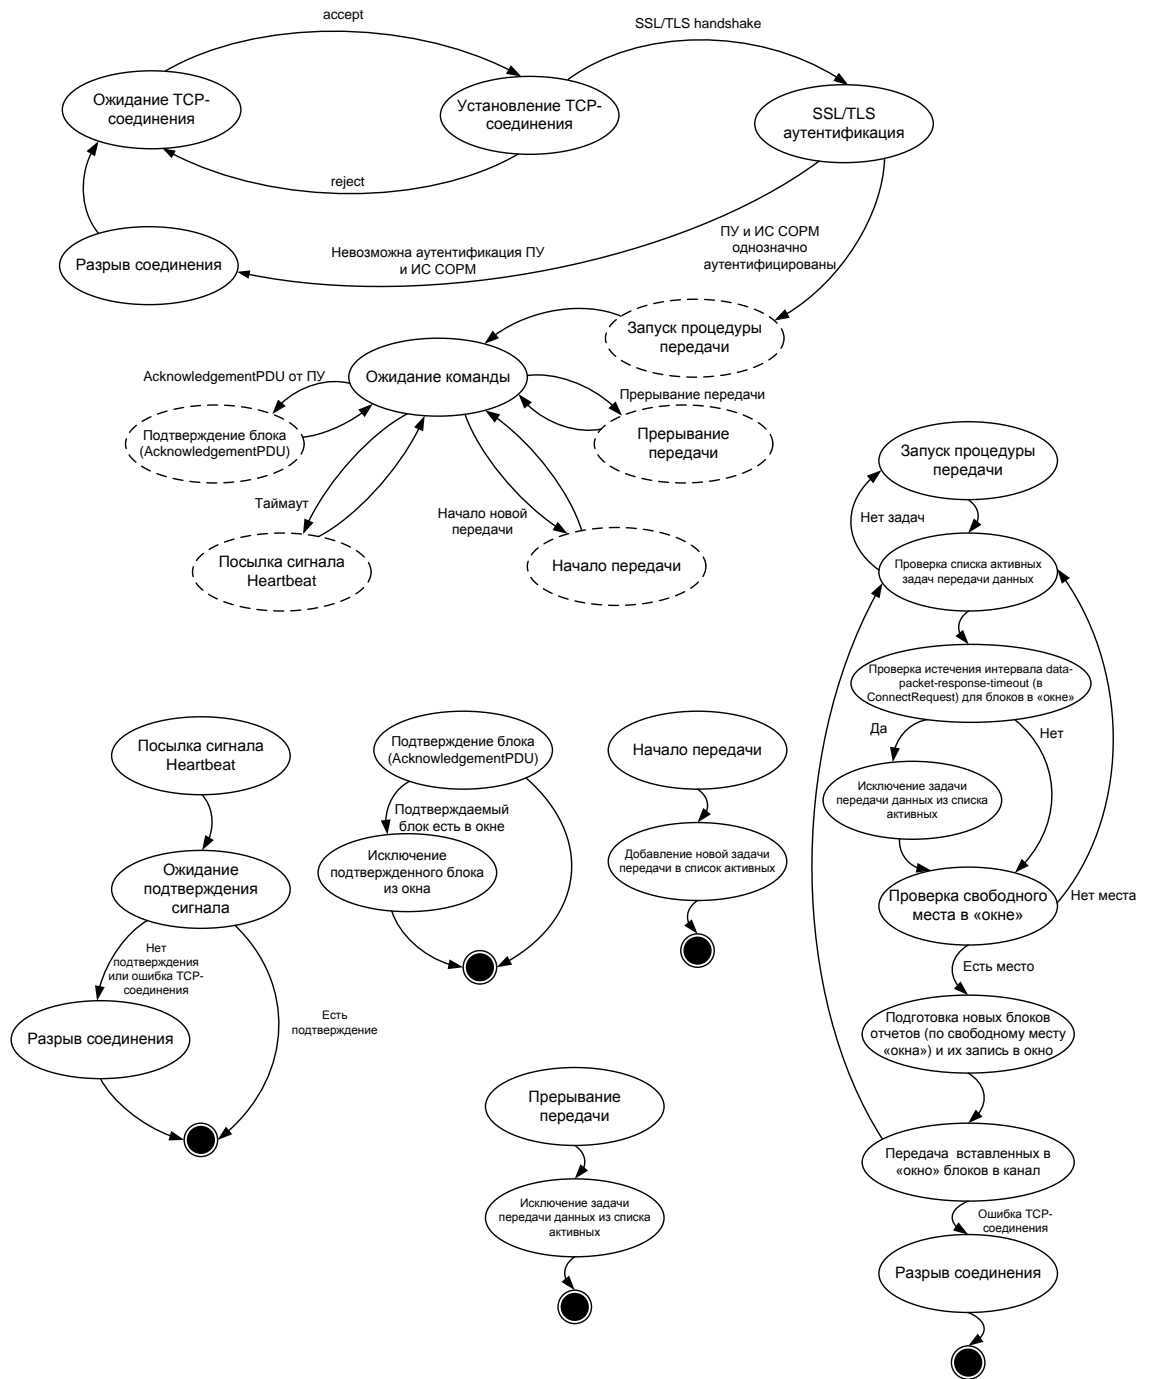 accept
SSL/TLS handshake
Ожидание TCP-
соединения
Установление TCP-
соединения
SSL/TLS
аутентификация
reject
Разрыв соединения
Невозможна аутентификация ПУ
и ИС СОРМ
ПУ и ИС СОРМ
однозначно
аутентифицированы
Запуск процедуры
передачи
Ожидание команды
AcknowledgementPDU от ПУ
Прерывание передачи
Подтверждение блока
(AcknowledgementPDU)
Прерывание
передачи
Таймаут
Начало новой
передачи
Посылка сигнала
Heartbeat
Начало передачи
Запуск процедуры
передачи
Нет задач
Проверка списка активных
задач передачи данных
Проверка истечения интервала data-
packet-response-timeout (в
ConnectRequest) для блоков в «окне»
Да
Нет
Исключение задачи
передачи данных из списка
активных
Проверка свободного
места в «окне»
Нет места
Есть место
Подготовка новых блоков
отчетов (по свободному месту
«окна») и их запись в окно
Передача вставленных в
«окно» блоков в канал
Ошибка TCP-
соединения
Разрыв соединения
Посылка сигнала
Heartbeat
Ожидание
подтверждения
сигнала
Нет
подтверждения
или ошибка TCP-
соединения
Есть
подтверждение
Разрыв соединения
Подтверждение блока
(AcknowledgementPDU)
Подтверждаемый
блок есть в окне
Исключение
подтвержденного блока
из окна
Начало передачи
Добавление новой задачи
передачи в список активных
Прерывание
передачи
Исключение задачи
передачи данных из списка
активных